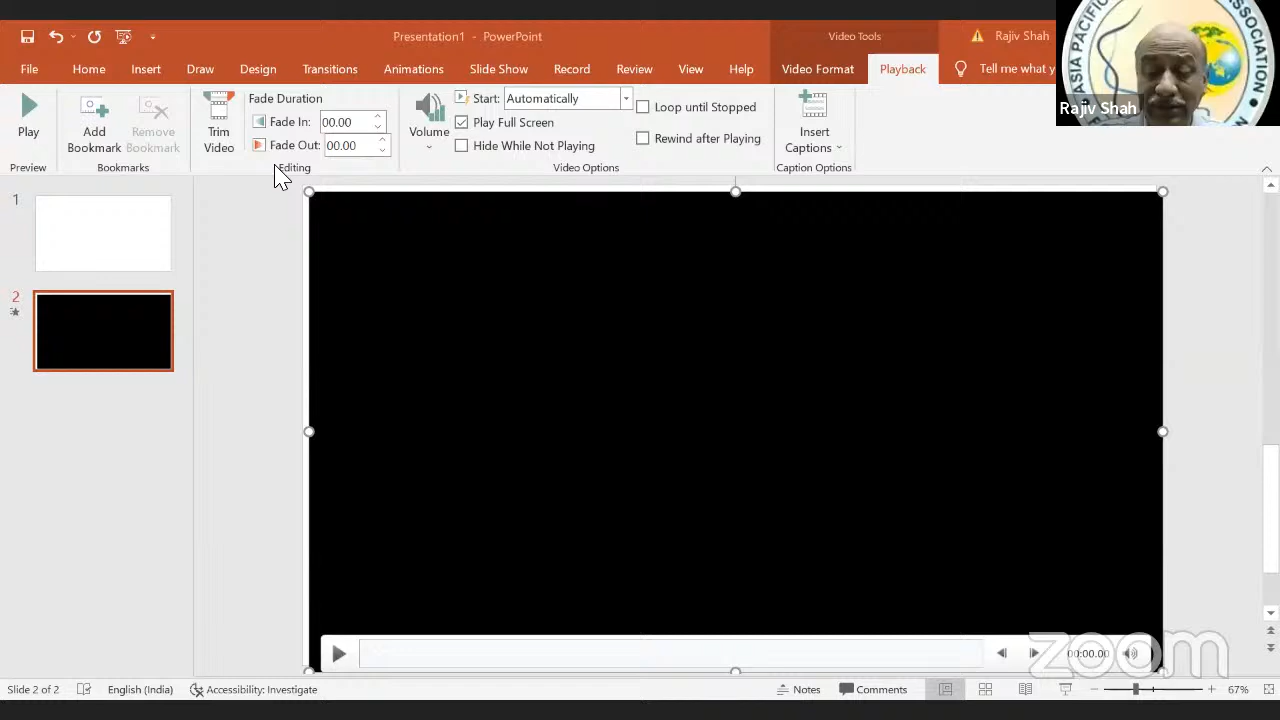 Presentation1 - PowerPoint
Video Tools
Rajiv Shah
File
Home
Insert
Draw
Design
Transitions
Animations
Slide Show
Record
Review
View
Help
Video Format
Playback
Tell me what y
ASIA PACIFIC
ASSOCIATION
Rajiv Shah
Play
Add Bookmark
Remove Bookmark
Trim Video
Fade Duration
Fade In: 00.00
Fade Out: 00.00
Volume
Start: Automatically
Play Full Screen
Hide While Not Playing
Loop until Stopped
Rewind after Playing
Insert Captions
Preview
Bookmarks
Editing
Video Options
Caption Options
1
2
00:00.00
zoom
Slide 2 of 2
English (India)
Accessibility: Investigate
Notes
Comments
67%